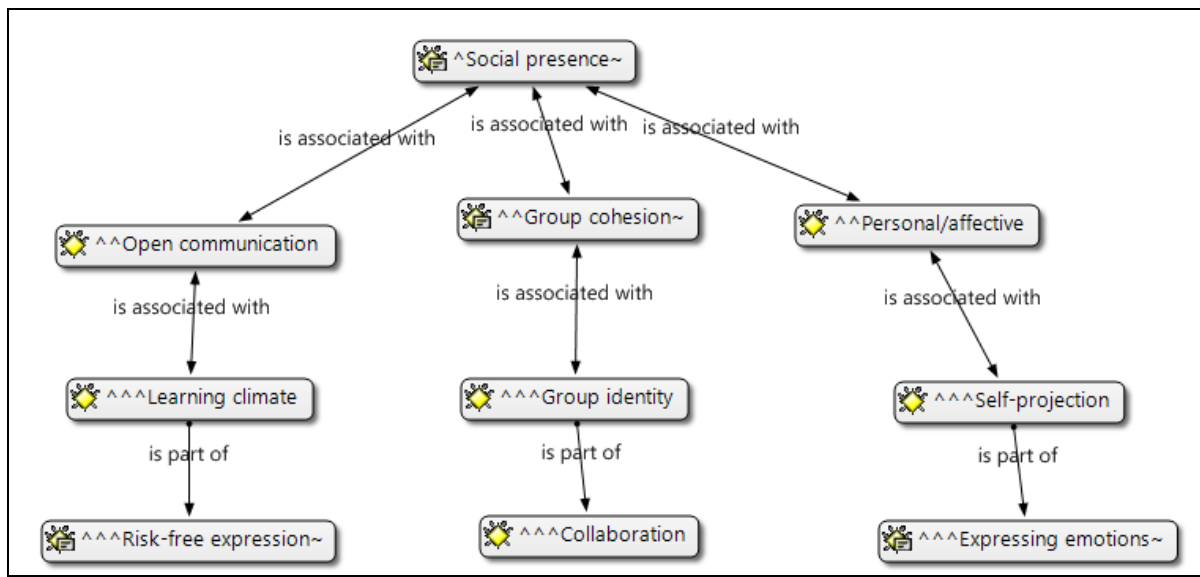 ^Social presence~
is associated with
is associated with
is associated with
^^Open communication
^^Group cohesion~
^^Personal/affective
is associated with
is associated with
is associated with
^^^Learning climate
^^^Group identity
^^^Self-projection
is part of
is part of
is part of
^^^Risk-free expression~
^^^Collaboration
^^^Expressing emotions~